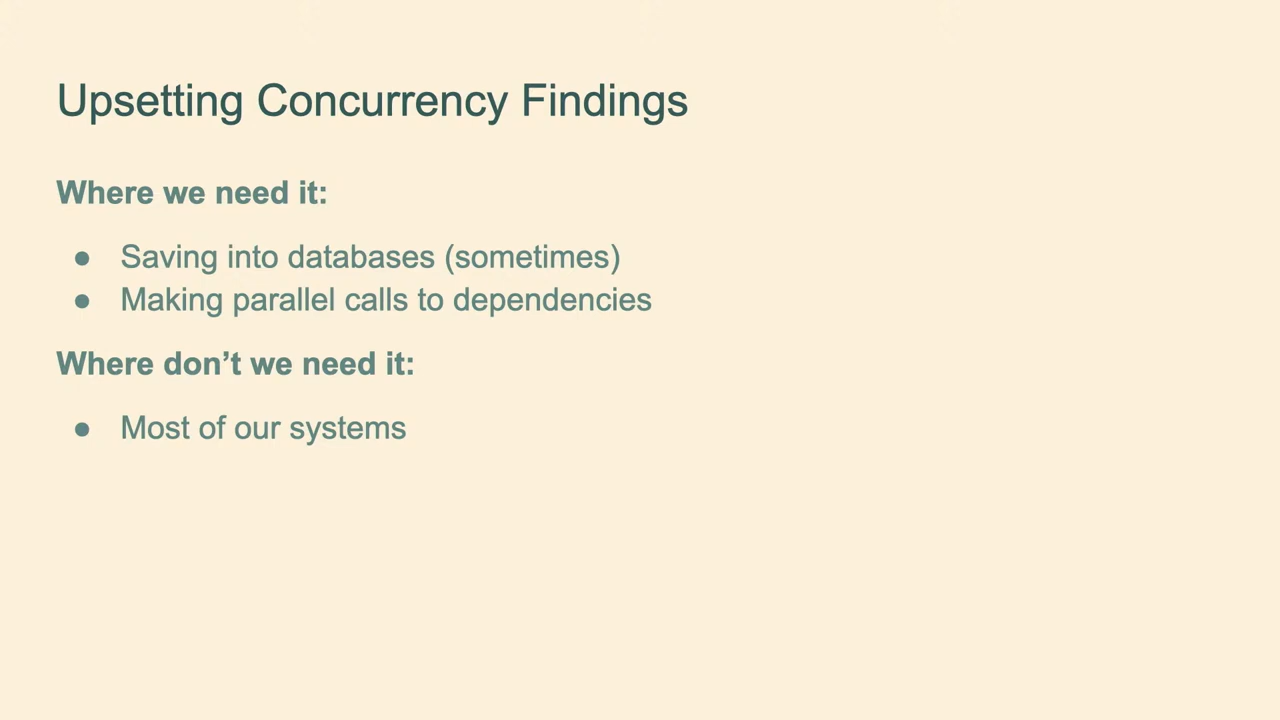 Upsetting Concurrency Findings
Where we need it:
● Saving into databases (sometimes)
● Making parallel calls to dependencies
Where don’t we need it:
● Most of our systems